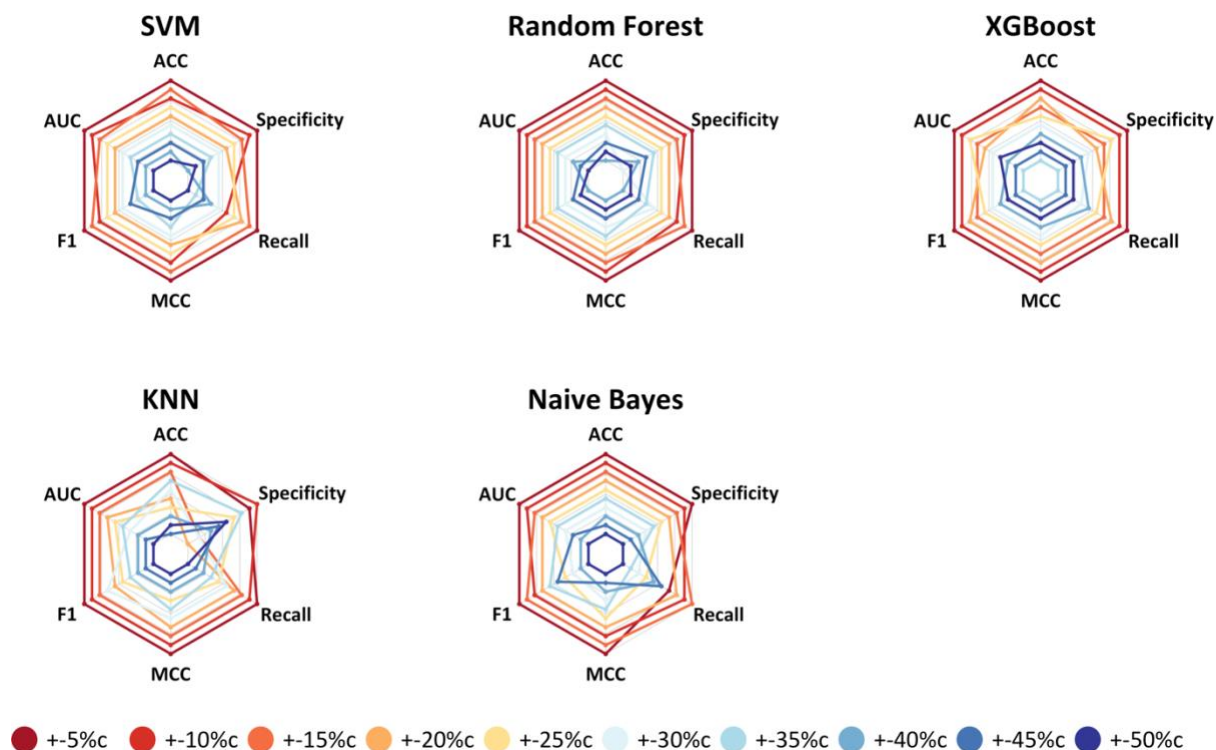 SVM
Random Forest
XGBoost
ACC
ACC
ACC
AUC
Specificity
AUC
Specificity
AUC
Specificity
F1
Recall
F1
Recall
F1
Recall
MCC
MCC
MCC
KNN
Naive Bayes
ACC
ACC
AUC
Specificity
AUC
Specificity
F1
Recall
F1
Recall
MCC
MCC
+-5%c +-10%c +-15%c +-20%c +-25%c +-30%c +-35%c +-40%c +-45%c +-50%c